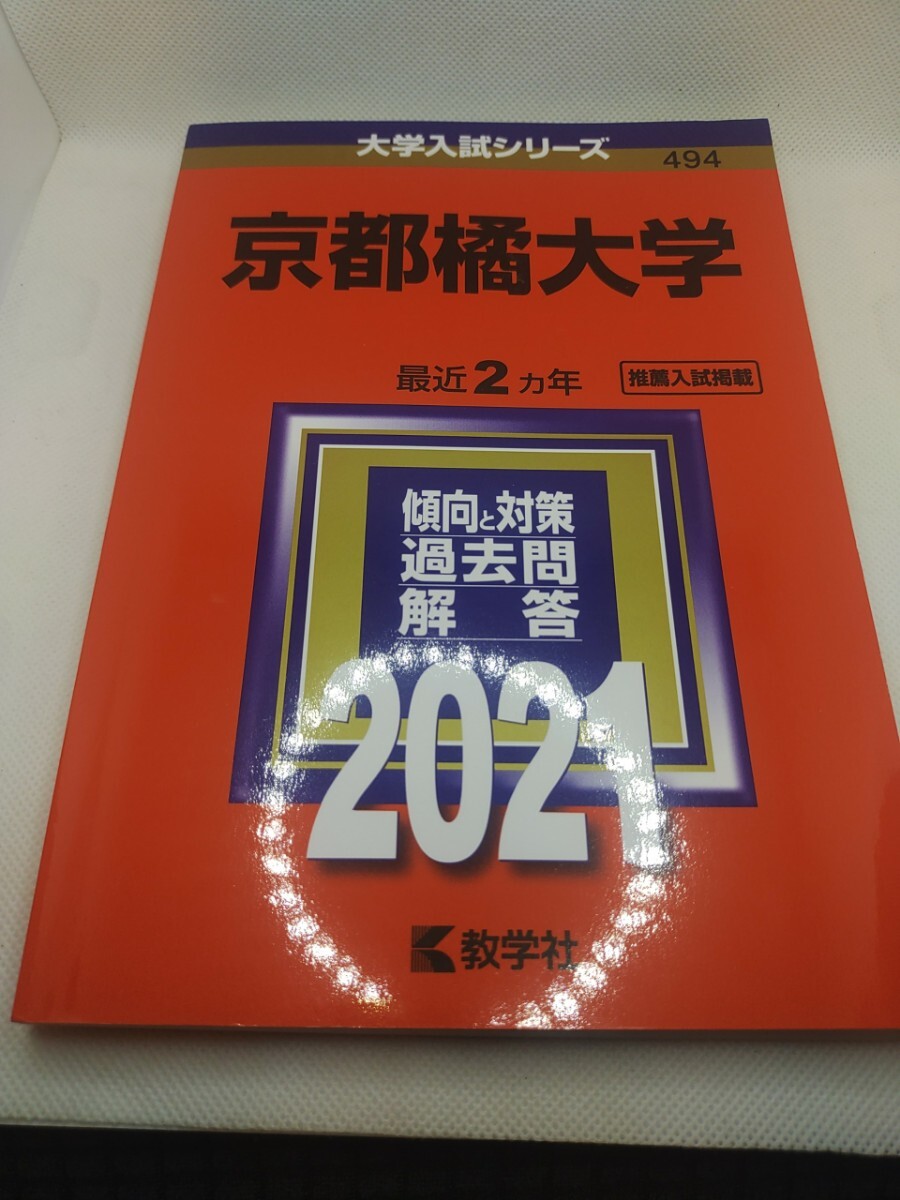 大学入試シリーズ
494
京都橘大学
最近2ヵ年
推薦入試掲載
傾向と対策
過去問
解答
2021
教学社